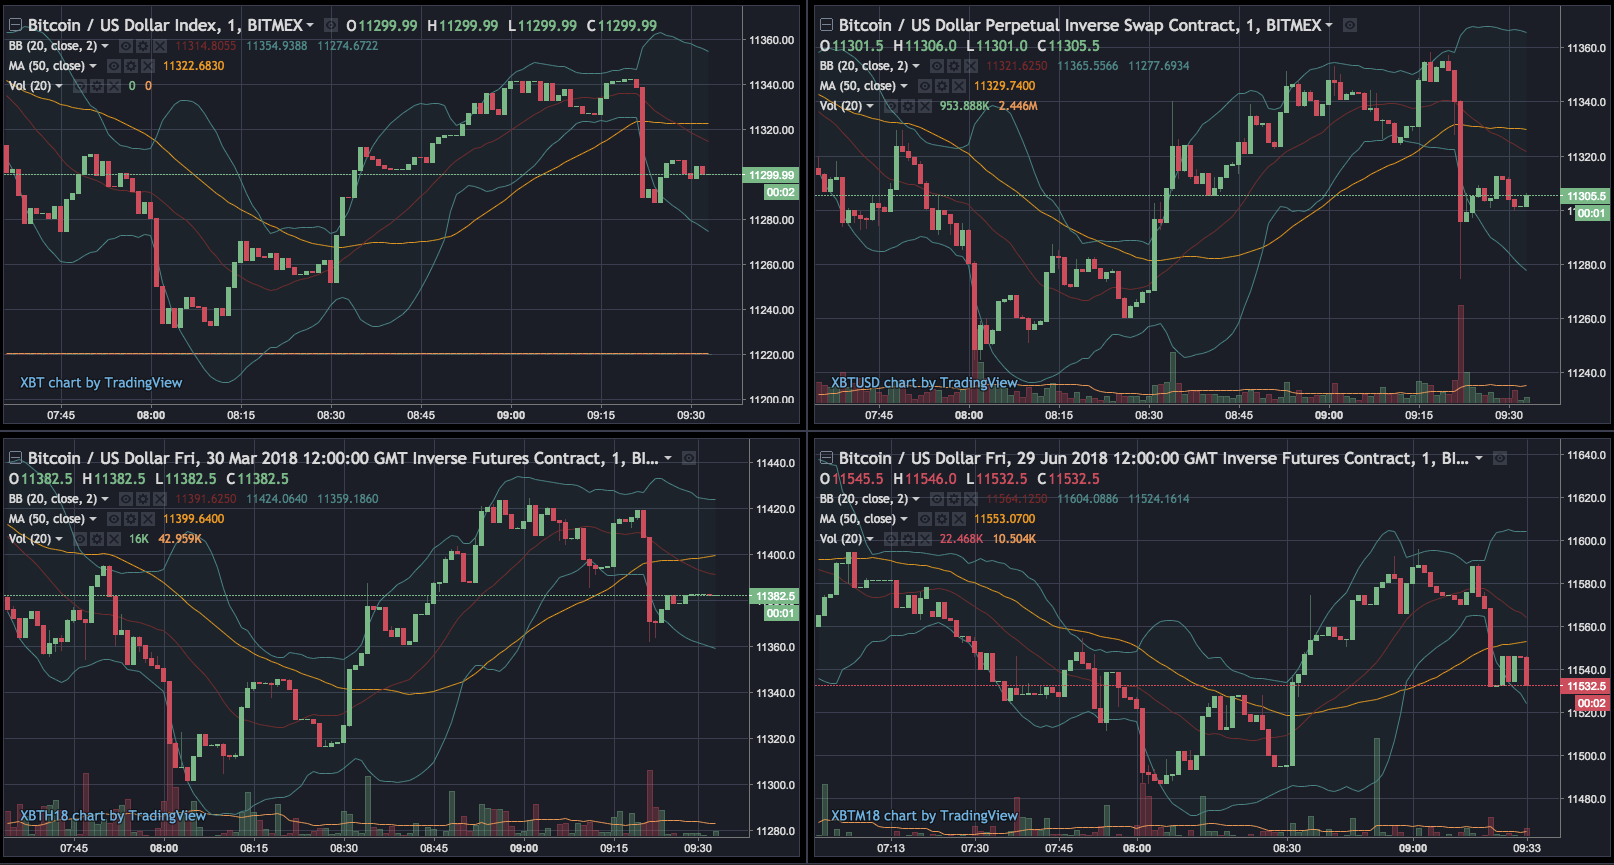 Bitcoin / US Dollar Index, 1, BITMEX O11299.99 H11299.99 L11299.99 C11299.99
BB (20, close, 2) 11314.8055 11354.9388 11274.6722
MA (50, close) 11322.6830
Vol (20) 0 0
11360.00
11340.00
11320.00
11299.99
00:02
11280.00
11260.00
11240.00
11220.00
11200.00
XBT chart by TradingView
07:45 08:00 08:15 08:30 08:45 09:00 09:15 09:30
Bitcoin / US Dollar Perpetual Inverse Swap Contract, 1, BITMEX
O11301.5 H11306.0 L11301.0 C11305.5
BB (20, close, 2) 11321.6250 11365.5566 11277.6934
MA (50, close) 11329.7400
Vol (20) 953.888K 2.446M
11360.0
11340.0
11320.0
11305.5
00:01
11280.0
11260.0
11240.0
XBTUSD chart by TradingView
07:45 08:00 08:15 08:30 08:45 09:00 09:15 09:30
Bitcoin / US Dollar Fri, 30 Mar 2018 12:00:00 GMT Inverse Futures Contract, 1, BI...
O11382.5 H11382.5 L11382.5 C11382.5
BB (20, close, 2) 11391.6250 11424.0640 11359.1860
MA (50, close) 11399.6400
Vol (20) 16K 42.959K
11440.0
11420.0
11400.0
11382.5
00:01
11360.0
11340.0
11320.0
11300.0
11280.0
XBTH18 chart by TradingView
07:45 08:00 08:15 08:30 08:45 09:00 09:15 09:30
Bitcoin / US Dollar Fri, 29 Jun 2018 12:00:00 GMT Inverse Futures Contract, 1, BI...
O11545.5 H11546.0 L11532.5 C11532.5
BB (20, close, 2) 11564.1250 11604.0886 11524.1614
MA (50, close) 11553.0700
Vol (20) 22.468K 10.504K
11640.0
11620.0
11600.0
11580.0
11560.0
11540.0
11532.5
00:02
11520.0
11500.0
11480.0
XBTM18 chart by TradingView
07:13 07:30 07:45 08:00 08:15 08:30 09:00 09:33